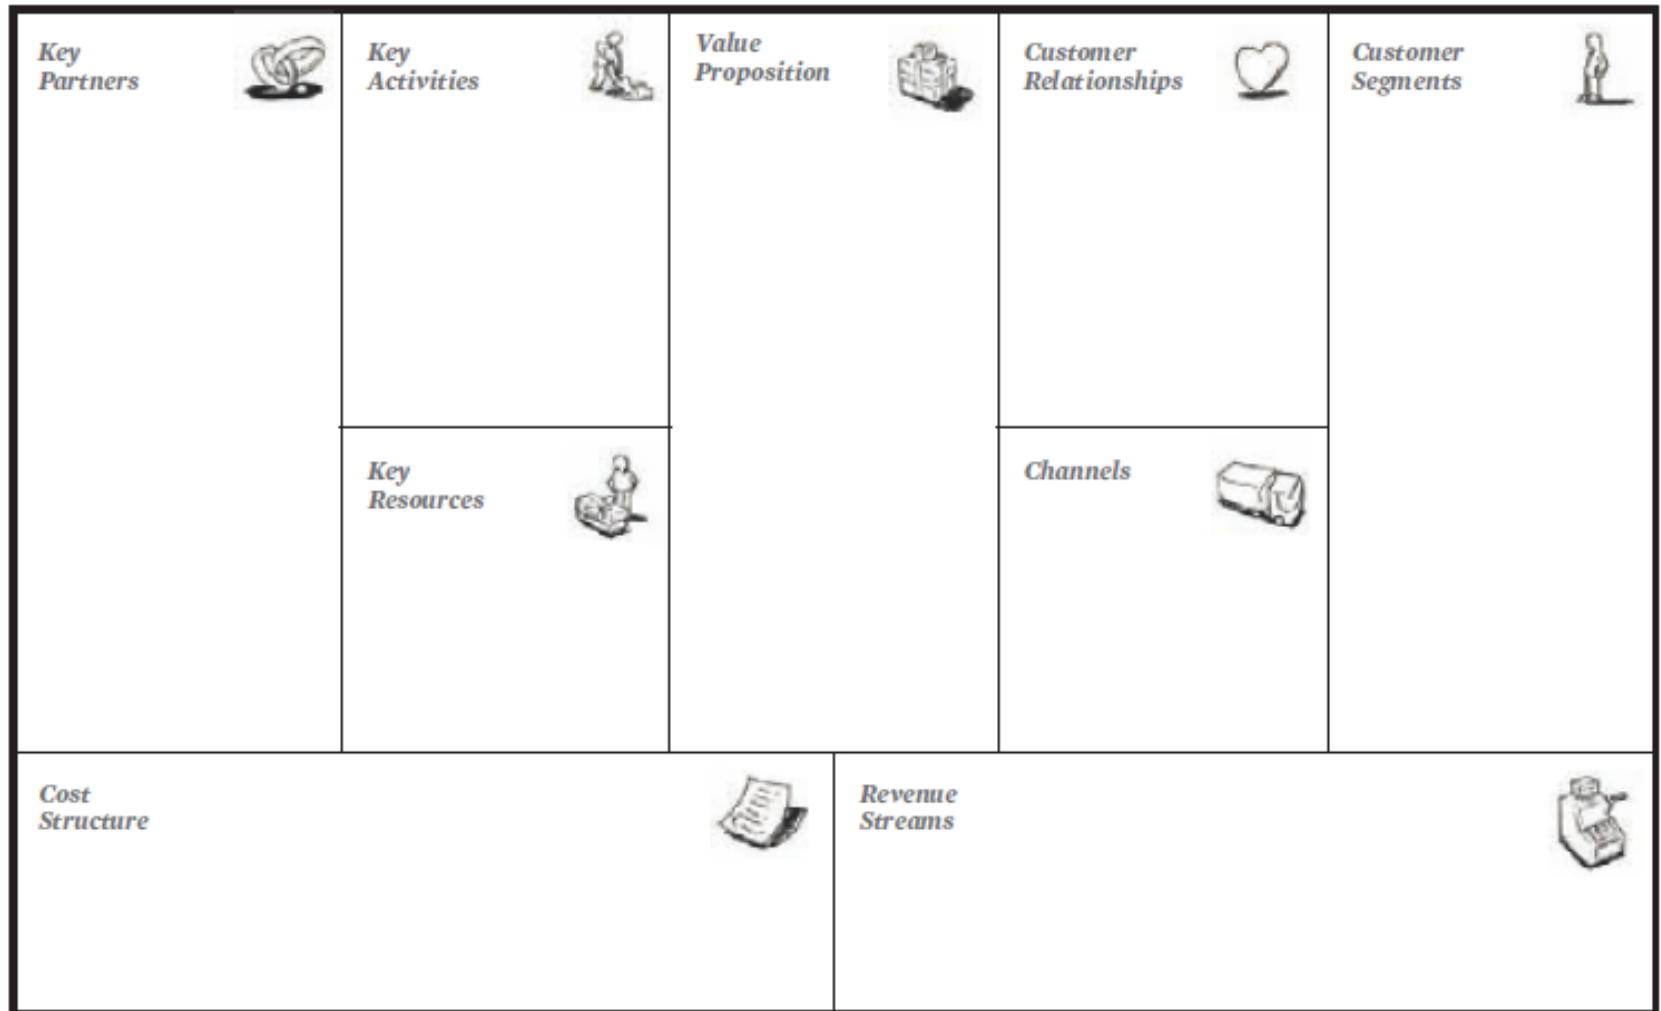 Key
Partners
Key
Activities
Value
Proposition
Customer
Relationships
Customer
Segments
Key
Resources
Channels
Cost
Structure
Revenue
Streams